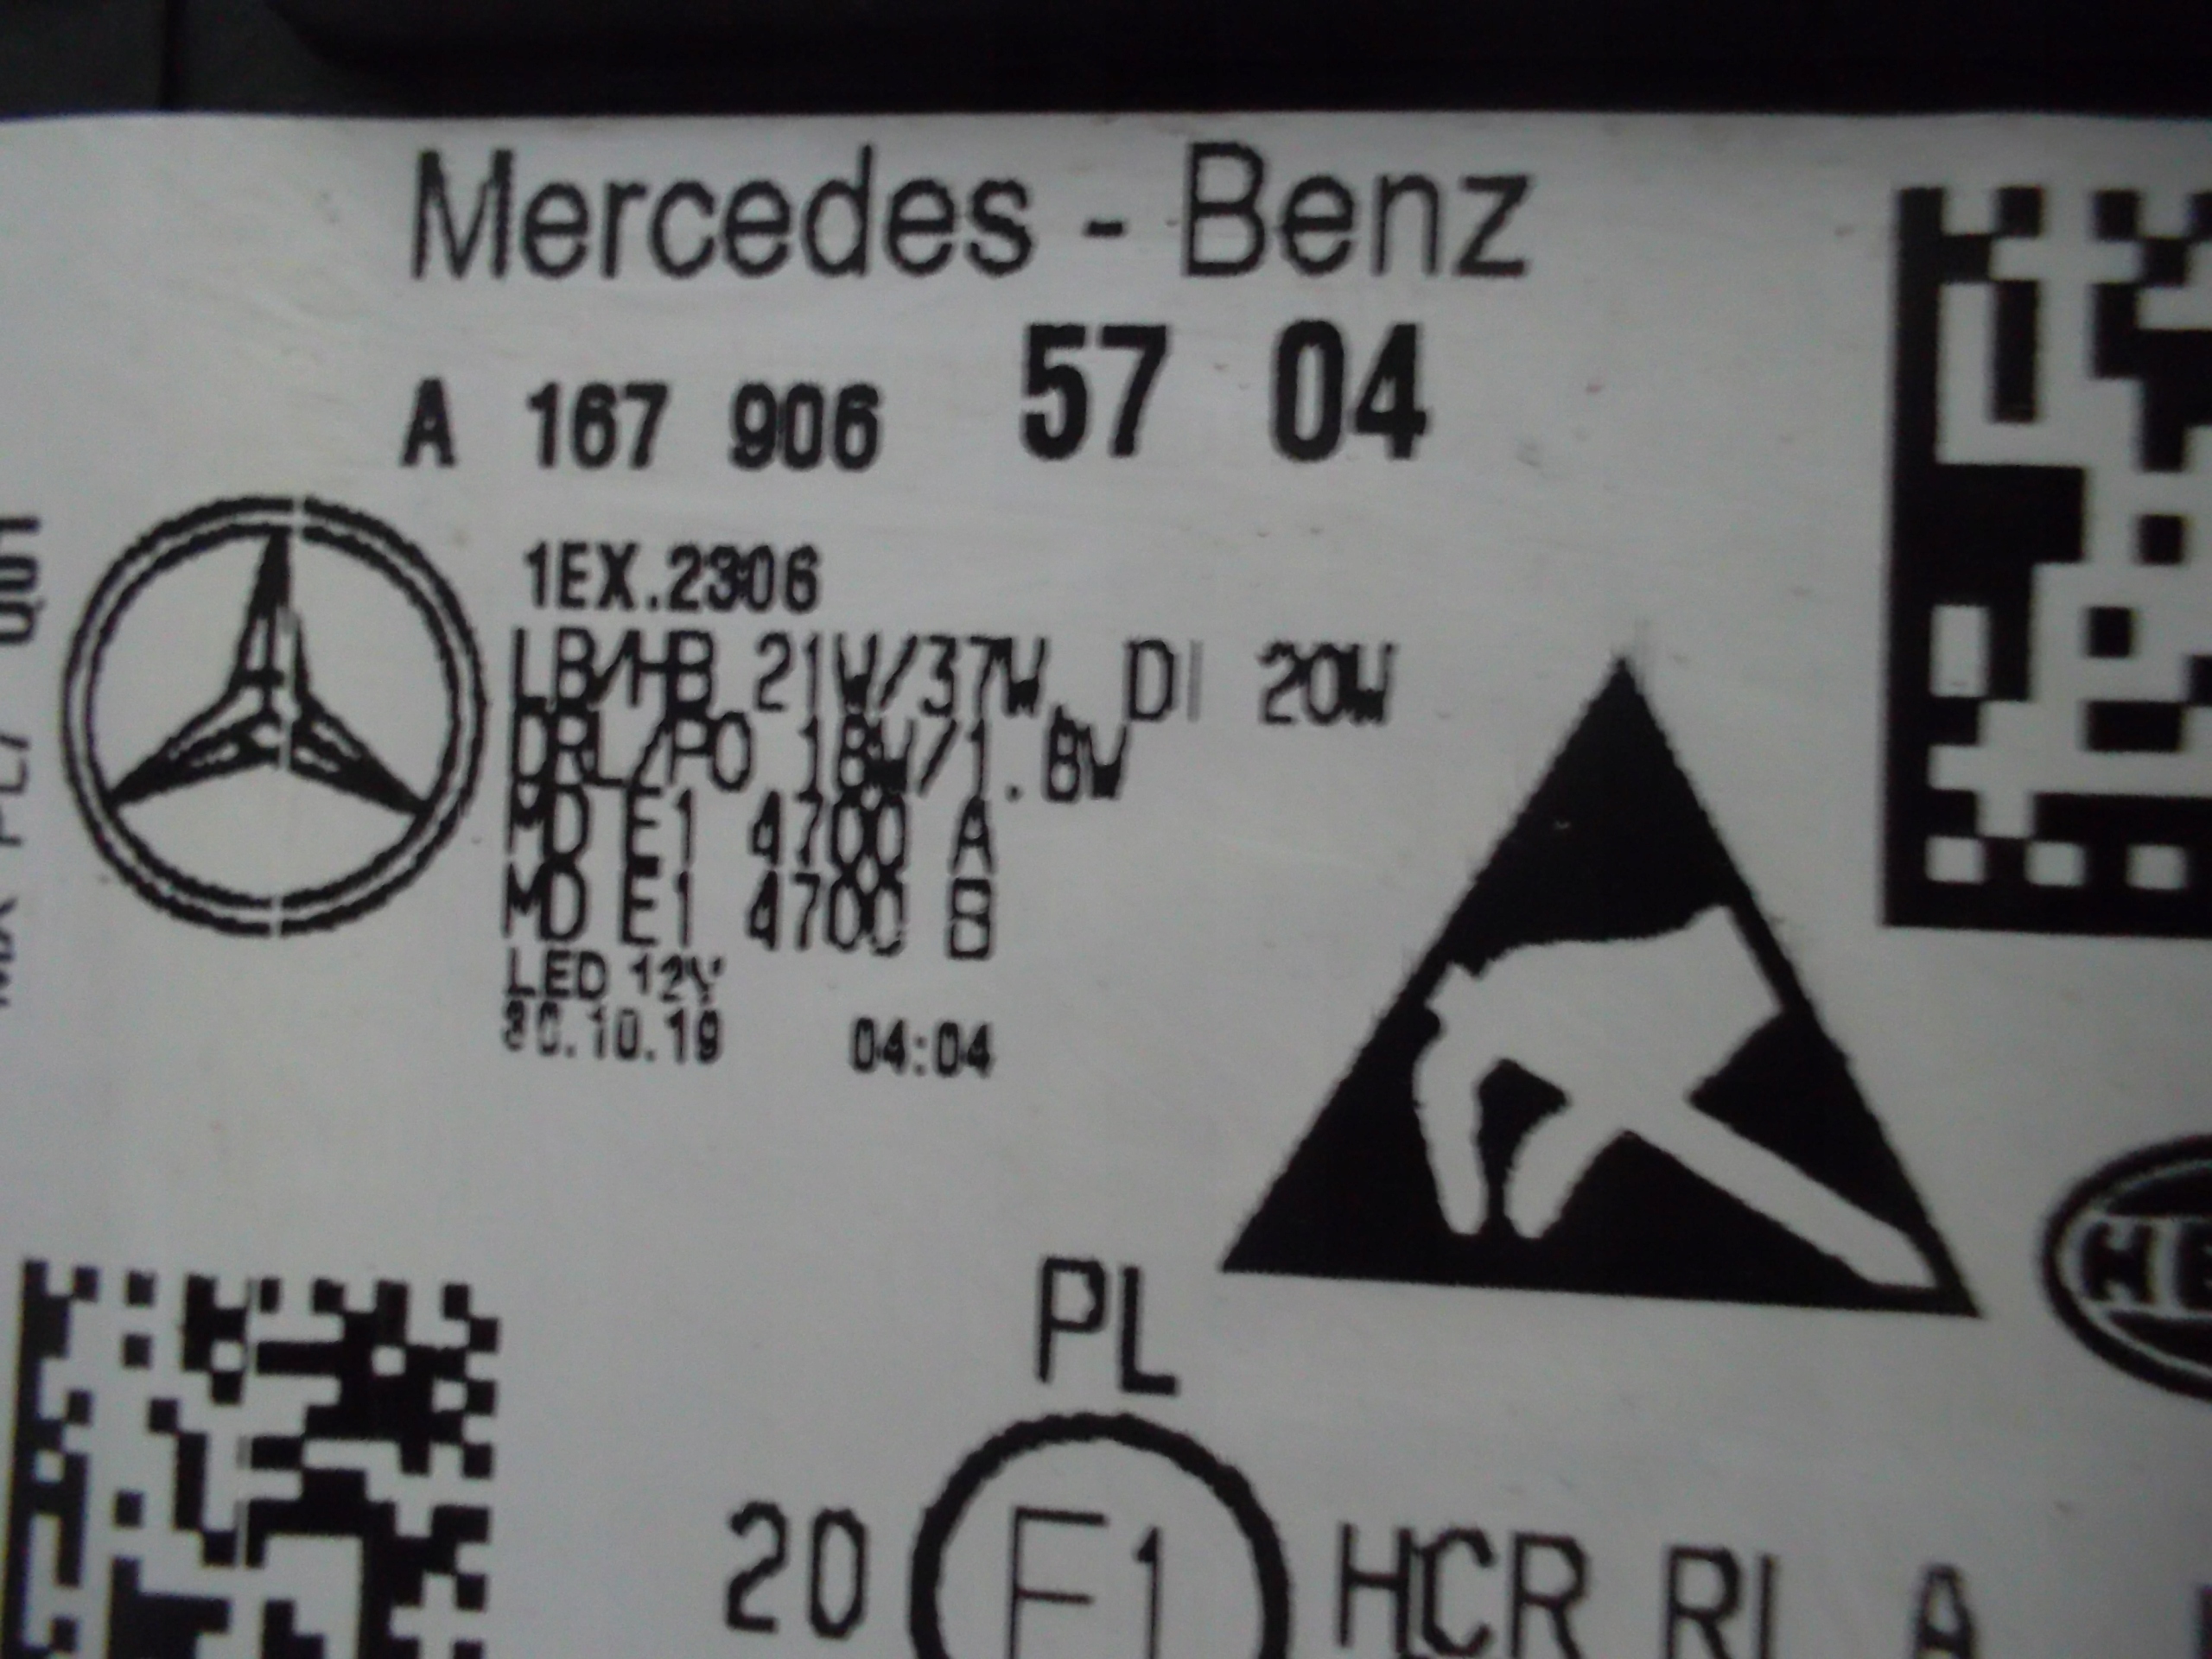 Mercedes - Benz
A 167 906 57 04
1EX.2306
LB/HB 21W/37W, DI 20W
DRL/PO 18W/1.8W
MD E1 4700 A
MD E1 4700 B
LED 12V
30.10.19 04:04
PL
20 E1 HCR RL A